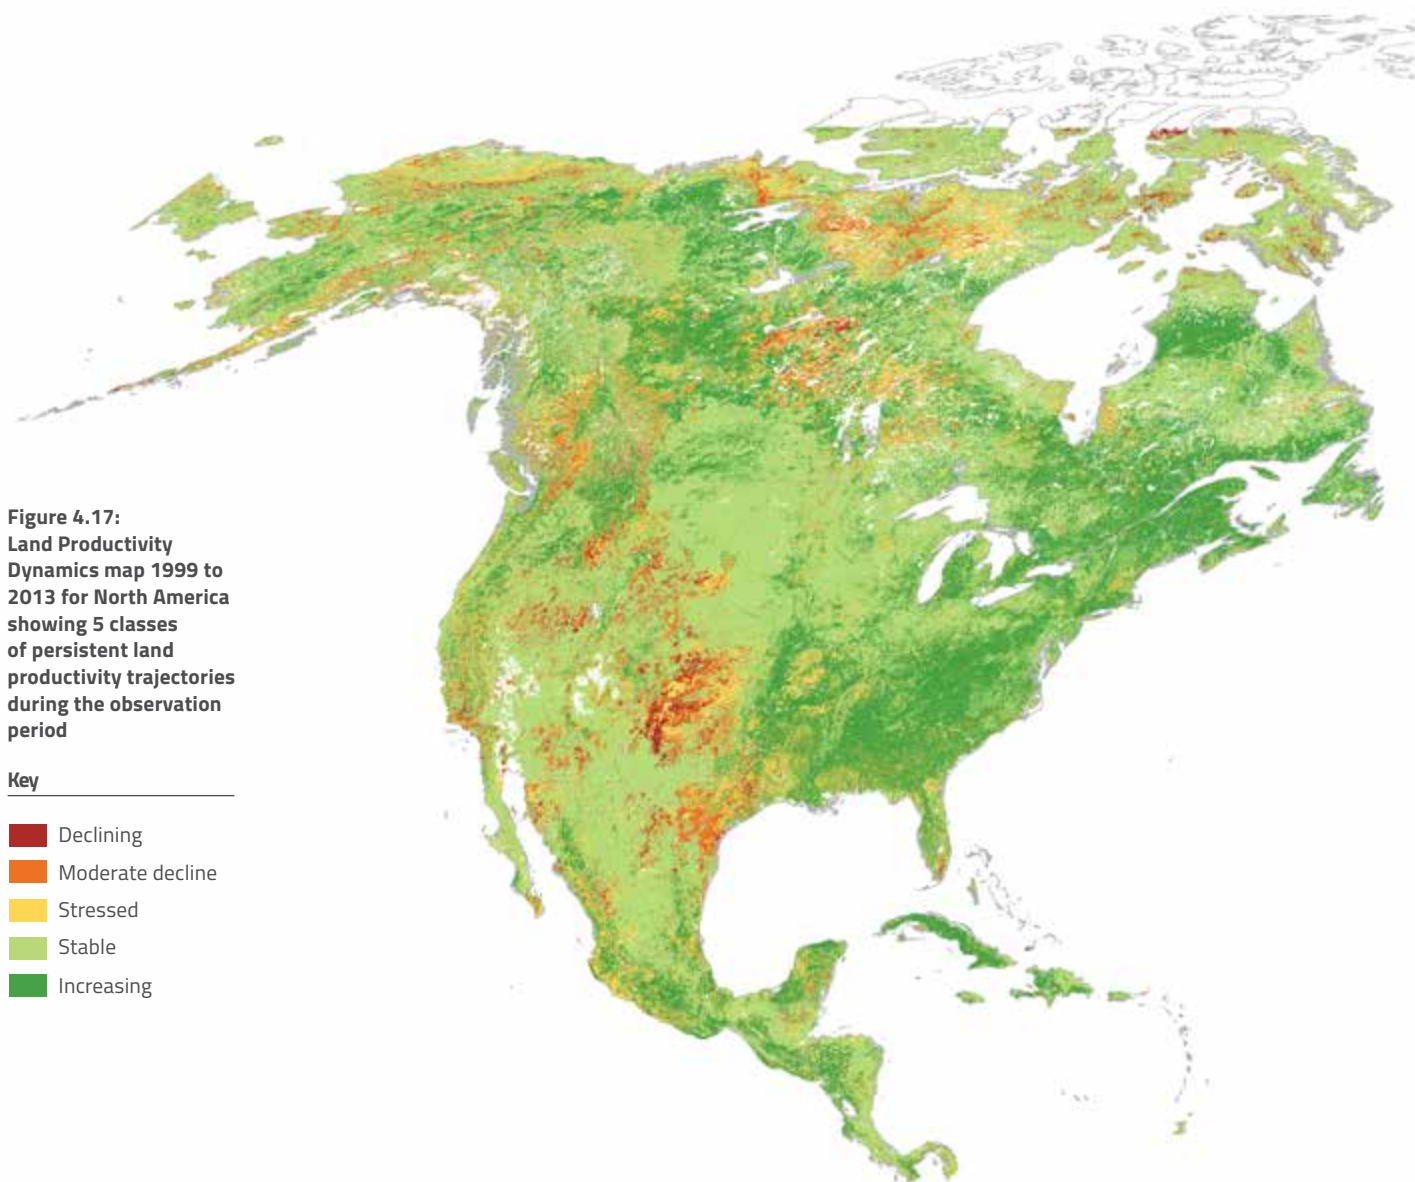 Figure 4.17:
Land Productivity
Dynamics map 1999 to
2013 for North America
showing 5 classes
of persistent land
productivity trajectories
during the observation
period
Key
Declining
Moderate decline
Stressed
Stable
Increasing